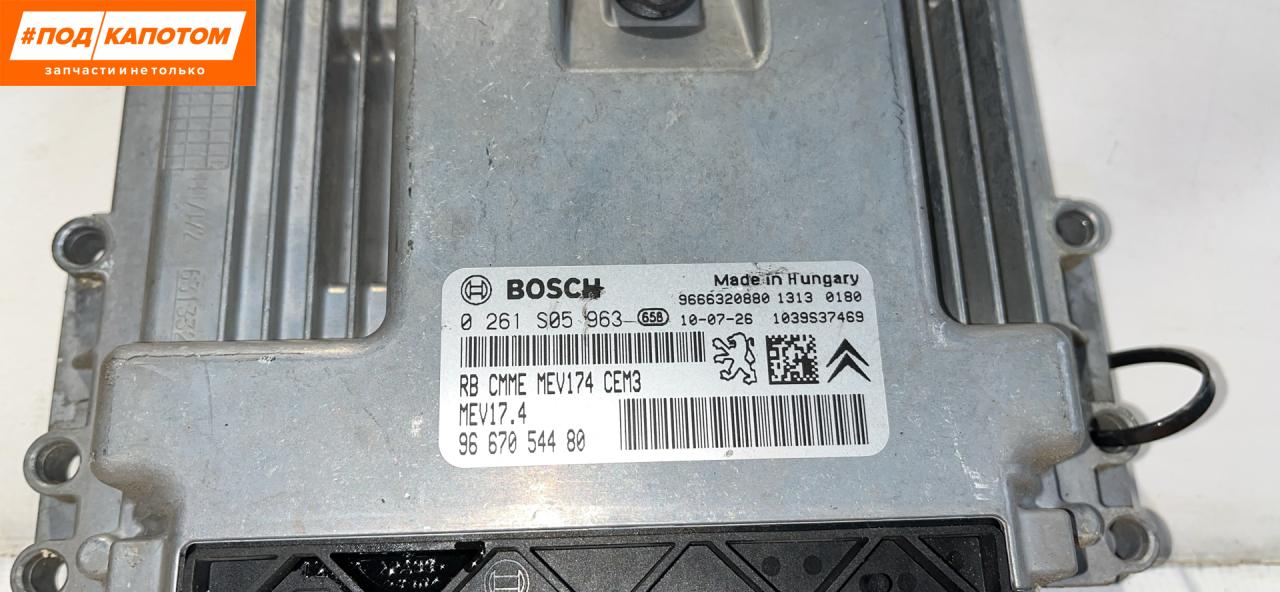 #ПОД КАПОТОМ
запчасти и не только
BOSCH
Made in Hungary
9666320880 1313 0180
0 261 S05 963 658 10-07-26 1039S37469
RB CMME MEV174 CEM3
MEV17.4
96 670 544 80